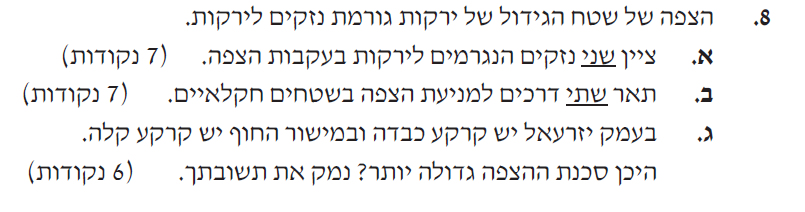 8. הצפה של שטח הגידול של ירקות גורמת נזקים לירקות.
א. ציין שני נזקים הנגרמים לירקות בעקבות הצפה. (7 נקודות)
ב. תאר שתי דרכים למניעת הצפה בשטחים חקלאיים. (7 נקודות)
ג. בעמק יזרעאל יש קרקע כבדה ובמישור החוף יש קרקע קלה.
היכן סכנת ההצפה גדולה יותר? נמק את תשובתך. (6 נקודות)